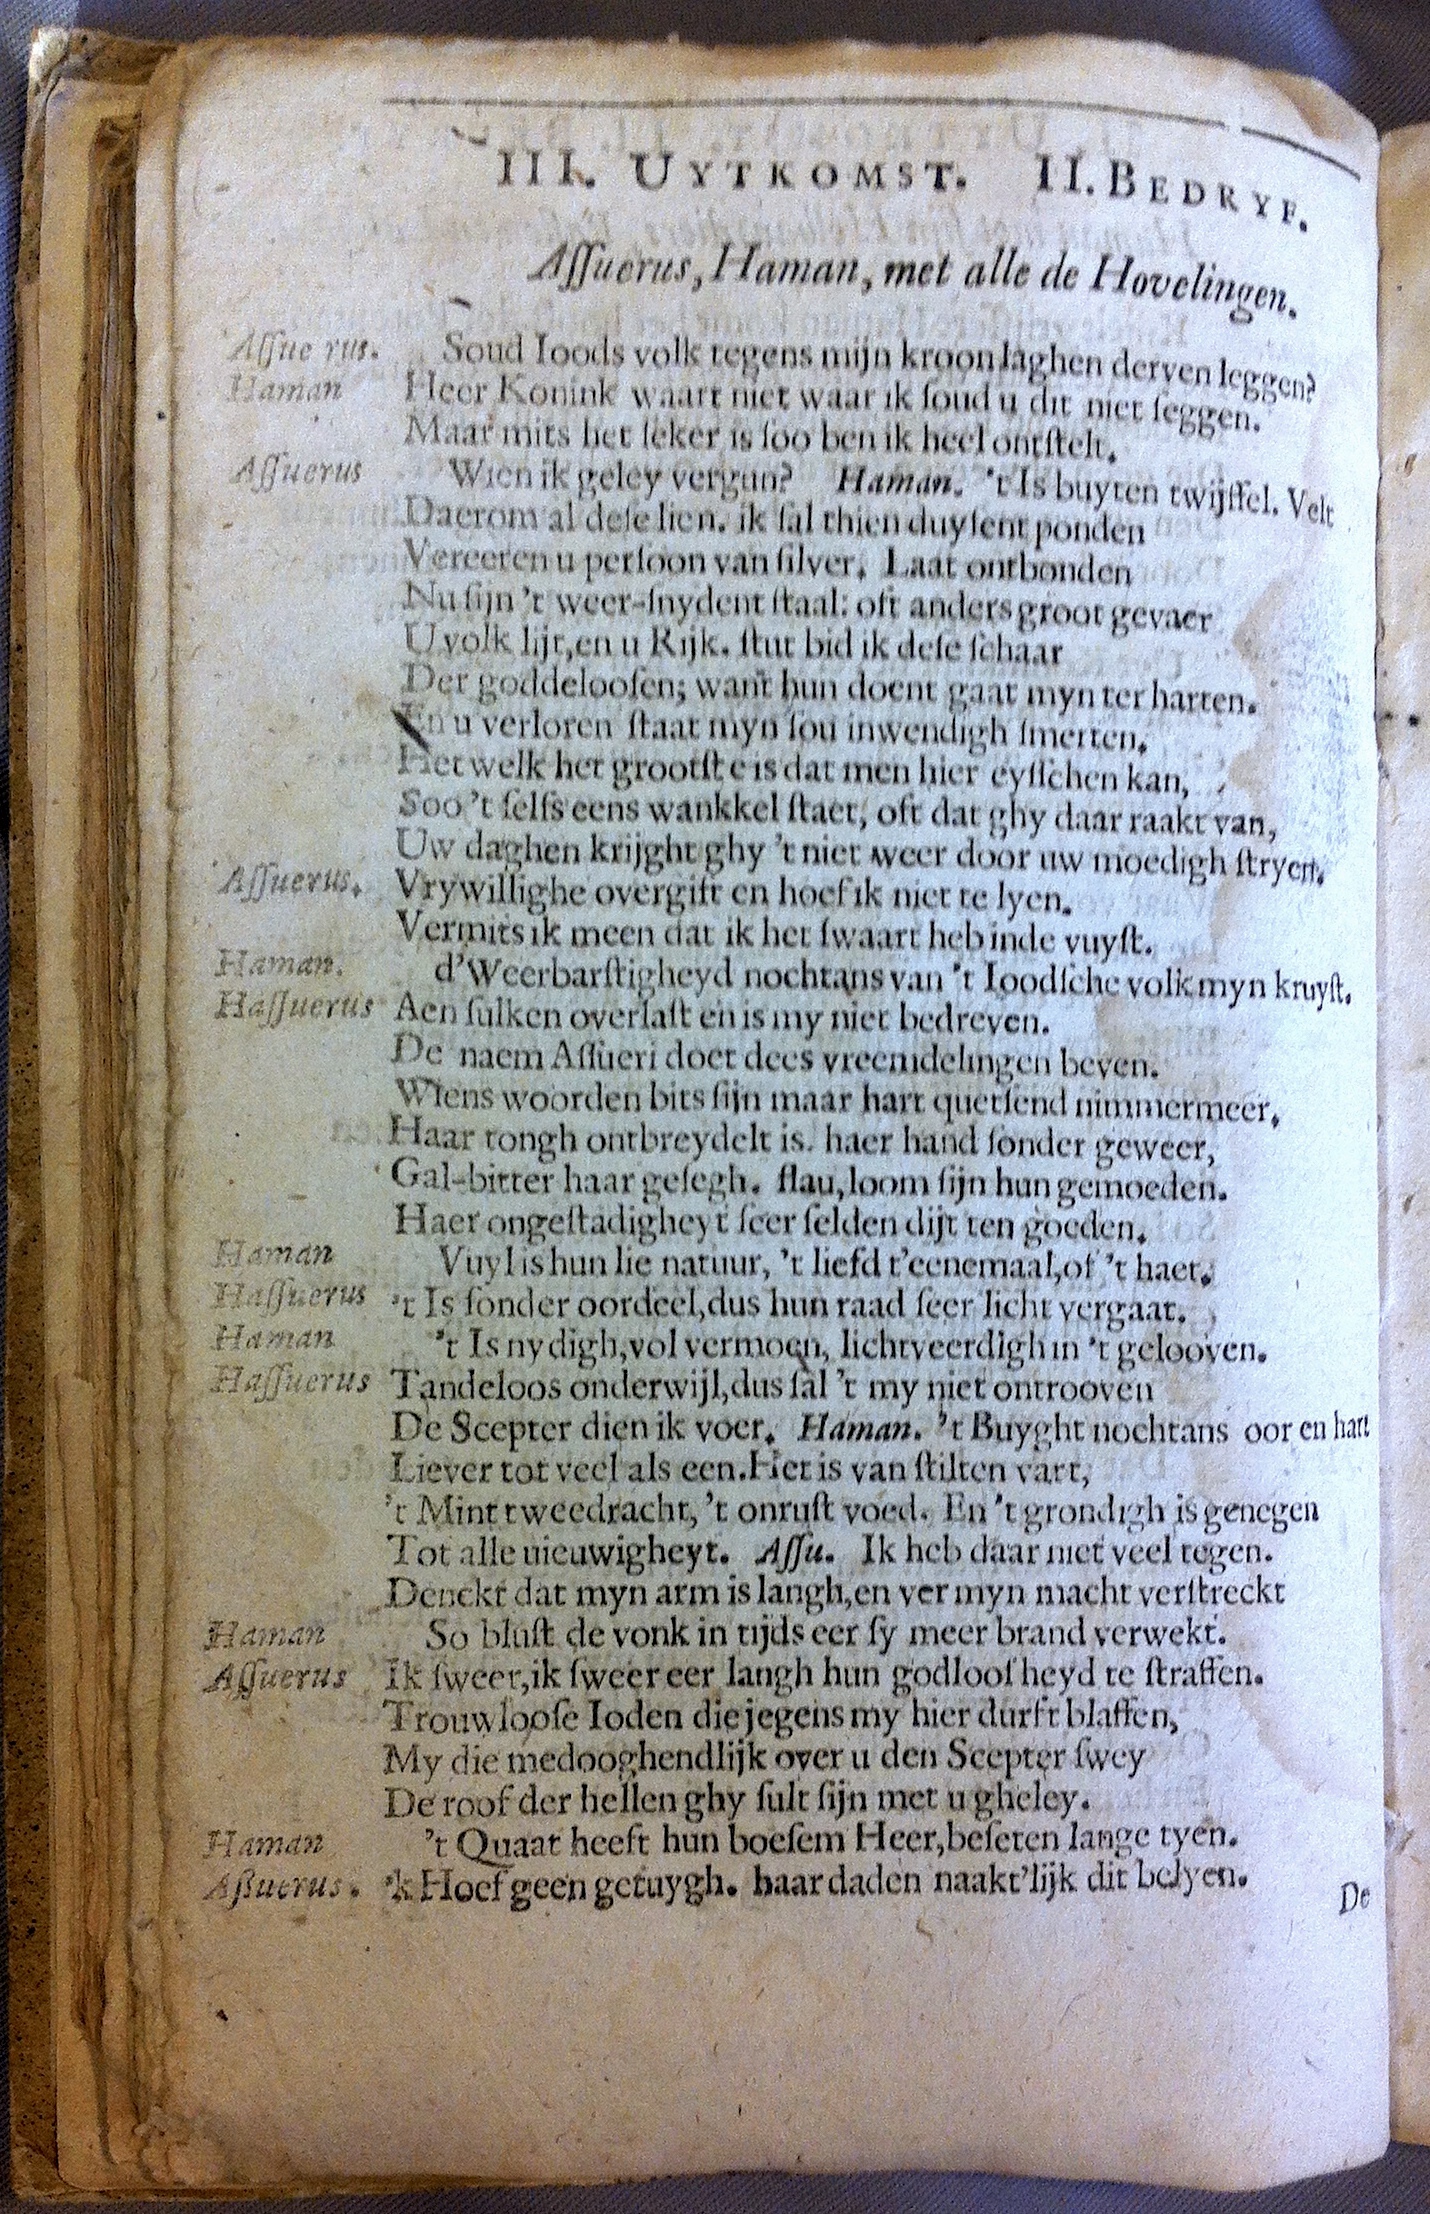 III. UYTKOMST. II. BEDRYF.
Aſſuerus, Haman, met alle de Hovelingen.
Aſſue rus. Soud Ioods volk tegens mijn kroon laghen derven leggen?
Haman Heer Konink waart niet waar ik ſoud u dit niet ſeggen.
Maar mits het ſeker is ſoo ben ik heel ontſtelt.
Aſſuerus Wien ik geley vergun? Haman. 't Is buyten twijffel. Velt
Daerom al deſe lien. ik ſal thien duyſent ponden
Vereeren u perſoon van ſilver. Laat ontbonden
Nu ſijn 't weer-ſnydent ſtaal: oft anders groot gevaer
U volk lijt, en u Rijk. ſtut bid ik deſe ſchaar
Der goddelooſen; want hun doent gaat myn ter harten.
En u verloren ſtaat myn ſou inwendigh ſmerten.
Het welk het grootſte is dat men hier eyſſchen kan,
Soo 't ſelfs eens wankkel ſtaet, oft dat ghy daar raakt van,
Uw daghen krijght ghy 't niet weer door uw moedigh ſtryen.
Aſſuerus. Vrywillighe overgift en hoef ik niet te lyen.
Vermits ik meen dat ik het ſwaart heb inde vuyſt.
Haman. d'Weerbarſtigheyd nochtans van 't Ioodſche volk myn kruyſt.
Haſſuerus Aen ſulken overlaſt en is my niet bedreven.
De naem Aſſueri doet dees vreemdelingen beven.
Wiens woorden bits ſijn maar hart quetſend nimmermeer.
Haar tongh ontbreydelt is. haer hand ſonder geweer,
Gal-bitter haar geſegh. flau, loom ſijn hun gemoeden.
Haer ongeſtadigheyt ſeer ſelden dijt ten goeden.
Haman Vuyl is hun lie natuur, 't liefd t'eenemaal, of 't haet.
Haſſuerus 't Is ſonder oordeel, dus hun raad ſeer licht vergaat.
Haman 't Is nydigh, vol vermoen, lichtveerdigh in 't gelooven.
Haſſuerus Tandeloos onderwijl, dus ſal 't my niet ontrooven
De Scepter dien ik voer. Haman. 't Buyght nochtans oor en hart
Liever tot veel als een. Het is van ſtilten vart,
't Mint tweedracht, 't onruſt voed. En 't grondigh is genegen
Tot alle nieuwigheyt. Aſſu. Ik heb daar niet veel tegen.
Denckt dat myn arm is langh, en ver myn macht verſtreckt
Haman So bluſt de vonk in tijds eer ſy meer brand verwekt.
Aſſuerus Ik ſweer, ik ſweer eer langh hun godloofheyd te ſtraffen.
Trouwlooſe Ioden die jegens my hier durft blaffen,
My die medooghendlijk over u den Scepter ſwey
De roof der hellen ghy ſult ſijn met u gheley.
Haman 't Quaat heeft hun boeſem Heer, beſeten lange tyen.
Aſſuerus. 'k Hoef geen getuygh. haar daden naakt'lijk dit belyen.
De